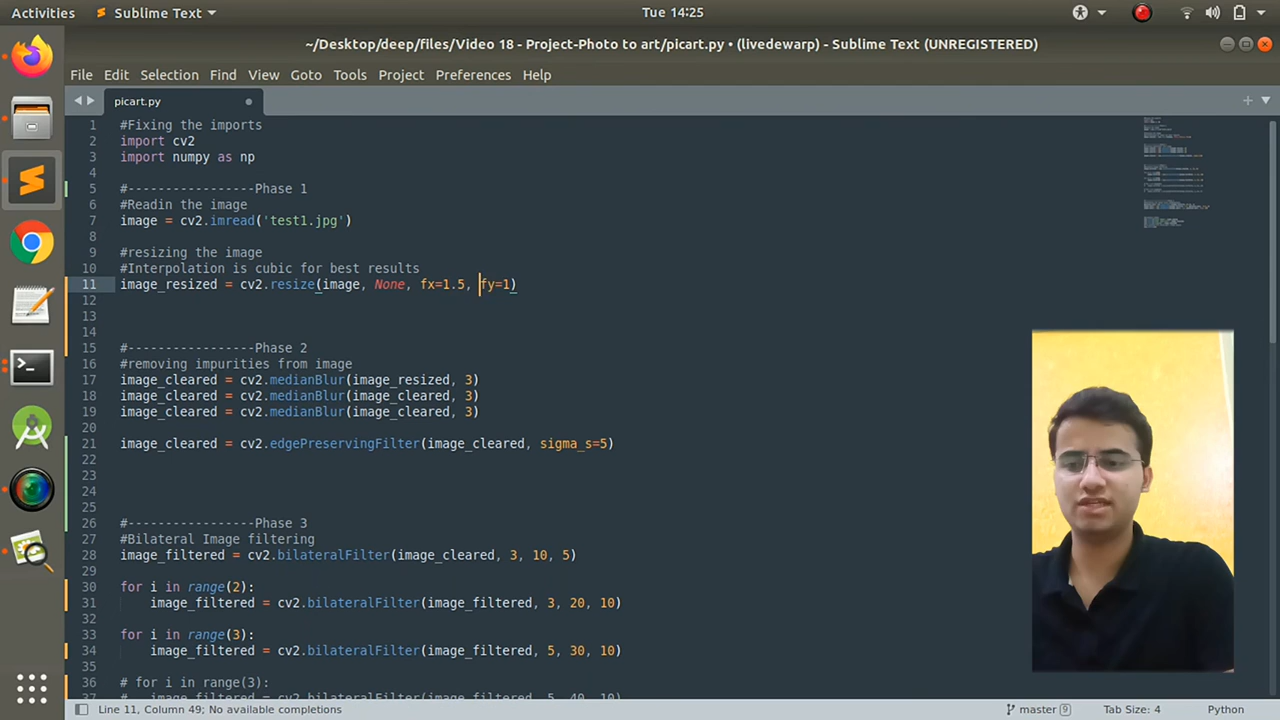 Activities
Sublime Text
Tue 14:25
~/Desktop/deep/files/Video 18 - Project-Photo to art/picart.py • (livedewarp) - Sublime Text (UNREGISTERED)
File Edit Selection Find View Goto Tools Project Preferences Help
picart.py
1 #Fixing the imports
2 import cv2
3 import numpy as np
4
5 #-----------------Phase 1
6 #Readin the image
7 image = cv2.imread('test1.jpg')
8
9 #resizing the image
10 #Interpolation is cubic for best results
11 image_resized = cv2.resize(image, None, fx=1.5, fy=1)
12
13
14
15 #-----------------Phase 2
16 #removing impurities from image
17 image_cleared = cv2.medianBlur(image_resized, 3)
18 image_cleared = cv2.medianBlur(image_cleared, 3)
19 image_cleared = cv2.medianBlur(image_cleared, 3)
20
21 image_cleared = cv2.edgePreservingFilter(image_cleared, sigma_s=5)
22
23
24
25
26 #-----------------Phase 3
27 #Bilateral Image filtering
28 image_filtered = cv2.bilateralFilter(image_cleared, 3, 10, 5)
29
30 for i in range(2):
31 image_filtered = cv2.bilateralFilter(image_filtered, 3, 20, 10)
32
33 for i in range(3):
34 image_filtered = cv2.bilateralFilter(image_filtered, 5, 30, 10)
35
36 # for i in range(3):
37 # image_filtered = cv2.bilateralFilter(image_filtered, 5, 40, 10)
Line 11, Column 49; No available completions
master 9
Tab Size: 4
Python